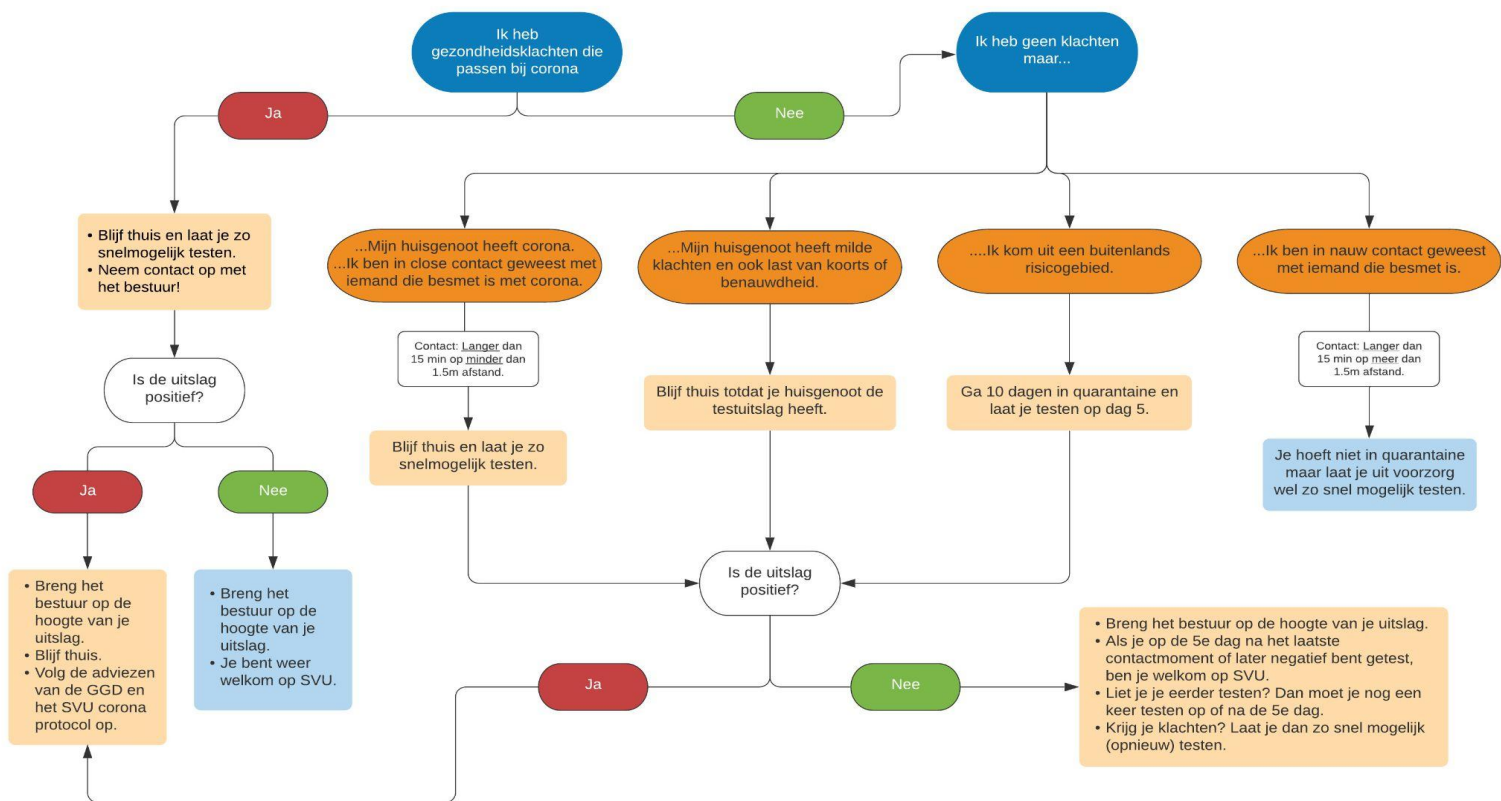 Ik heb
gezondheidsklachten die
passen bij corona
Ik heb geen klachten
maar...
Ja
Nee
• Blijf thuis en laat je zo
snelmogelijk testen.
• Neem contact op met
het bestuur!
...Mijn huisgenoot heeft corona.
...Ik ben in close contact geweest met
iemand die besmet is met corona.
...Mijn huisgenoot heeft milde
klachten en ook last van koorts of
benauwdheid.
....Ik kom uit een buitenlands
risicogebied.
...Ik ben in nauw contact geweest
met iemand die besmet is.
Contact: Langer dan
15 min op minder dan
1.5m afstand.
Contact: Langer dan
15 min op meer dan
1.5m afstand.
Is de uitslag
positief?
Blijf thuis totdat je huisgenoot de
testuitslag heeft.
Ga 10 dagen in quarantaine en
laat je testen op dag 5.
Blijf thuis en laat je zo
snelmogelijk testen.
Je hoeft niet in quarantaine
maar laat je uit voorzorg
wel zo snel mogelijk testen.
Ja
Nee
• Breng het
bestuur op de
hoogte van je
uitslag.
• Blijf thuis.
• Volg de adviezen
van de GGD en
het SVU corona
protocol op.
• Breng het
bestuur op de
hoogte van je
uitslag.
• Je bent weer
welkom op SVU.
Is de uitslag
positief?
Ja
Nee
• Breng het bestuur op de hoogte van je uitslag.
• Als je op de 5e dag na het laatste
contactmoment of later negatief bent getest,
ben je welkom op SVU.
• Liet je je eerder testen? Dan moet je nog een
keer testen op of na de 5e dag.
• Krijg je klachten? Laat je dan zo snel mogelijk
(opnieuw) testen.